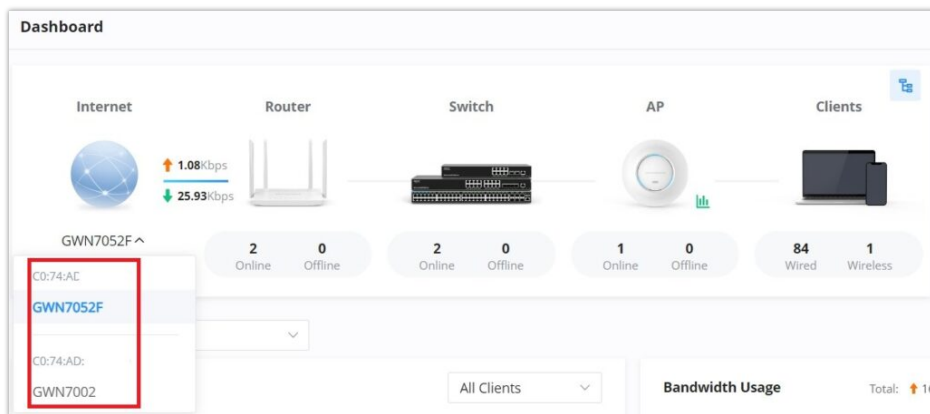 Dashboard
Internet
Router
Switch
AP
Clients
1.08Kbps
25.93Kbps
GWN7052F
2
0
2
0
1
0
84
1
Online
Offline
Online
Offline
Online
Offline
Wired
Wireless
C0:74:AD
GWN7052F
C0:74:AD:
GWN7002
All Clients
Bandwidth Usage
Total: